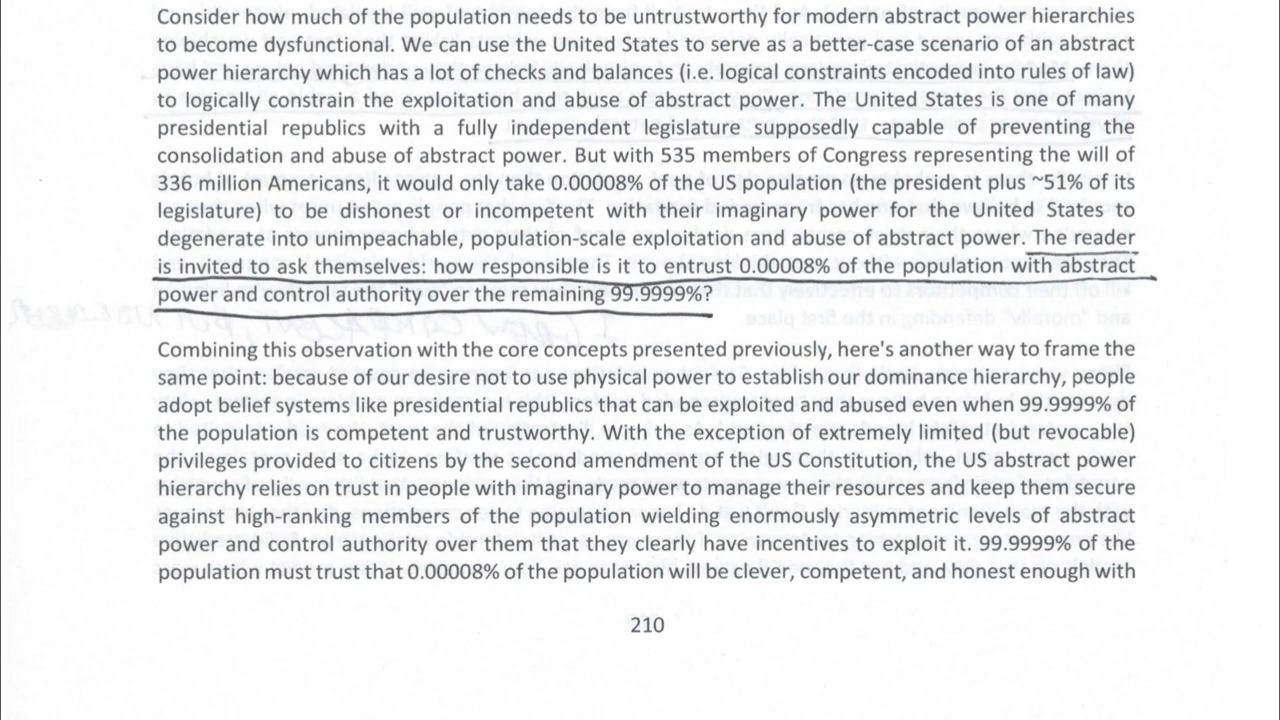 Consider how much of the population needs to be untrustworthy for modern abstract power hierarchies
to become dysfunctional. We can use the United States to serve as a better-case scenario of an abstract
power hierarchy which has a lot of checks and balances (i.e. logical constraints encoded into rules of law)
to logically constrain the exploitation and abuse of abstract power. The United States is one of many
presidential republics with a fully independent legislature supposedly capable of preventing the
consolidation and abuse of abstract power. But with 535 members of Congress representing the will of
336 million Americans, it would only take 0.00008% of the US population (the president plus ~51% of its
legislature) to be dishonest or incompetent with their imaginary power for the United States to
degenerate into unimpeachable, population-scale exploitation and abuse of abstract power. The reader
is invited to ask themselves: how responsible is it to entrust 0.00008% of the population with abstract
power and control authority over the remaining 99.9999%?
Combining this observation with the core concepts presented previously, here's another way to frame the
same point: because of our desire not to use physical power to establish our dominance hierarchy, people
adopt belief systems like presidential republics that can be exploited and abused even when 99.9999% of
the population is competent and trustworthy. With the exception of extremely limited (but revocable)
privileges provided to citizens by the second amendment of the US Constitution, the US abstract power
hierarchy relies on trust in people with imaginary power to manage their resources and keep them secure
against high-ranking members of the population wielding enormously asymmetric levels of abstract
power and control authority over them that they clearly have incentives to exploit it. 99.9999% of the
population must trust that 0.00008% of the population will be clever, competent, and honest enough with
210